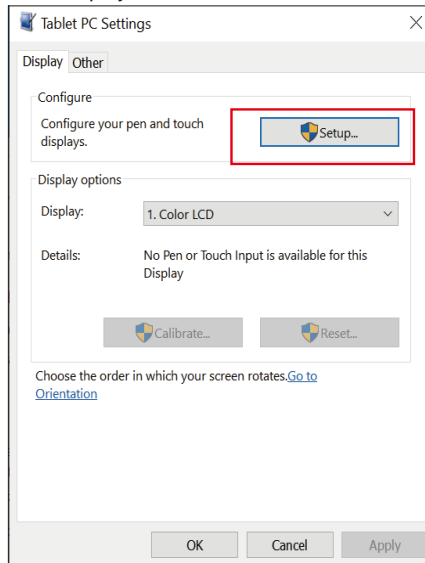 Tablet PC Settings
Display Other
Configure
Configure your pen and touch
displays.
Setup...
Display options
Display:
1. Color LCD
Details:
No Pen or Touch Input is available for this
Display
Calibrate...
Reset...
Choose the order in which your screen rotates.Go to
Orientation
OK Cancel Apply